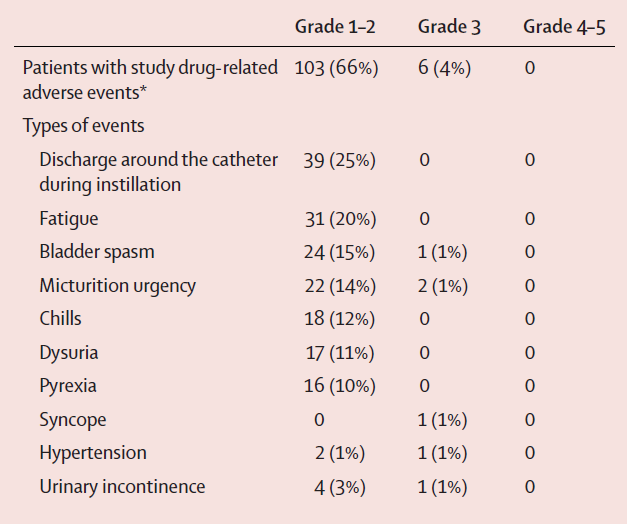 Grade 1–2 Grade 3 Grade 4–5
Patients with study drug-related 103 (66%) 6 (4%) 0
adverse events*
Types of events
Discharge around the catheter 39 (25%) 0 0
during instillation
Fatigue 31 (20%) 0 0
Bladder spasm 24 (15%) 1 (1%) 0
Micturition urgency 22 (14%) 2 (1%) 0
Chills 18 (12%) 0 0
Dysuria 17 (11%) 0 0
Pyrexia 16 (10%) 0 0
Syncope 0 1 (1%) 0
Hypertension 2 (1%) 1 (1%) 0
Urinary incontinence 4 (3%) 1 (1%) 0